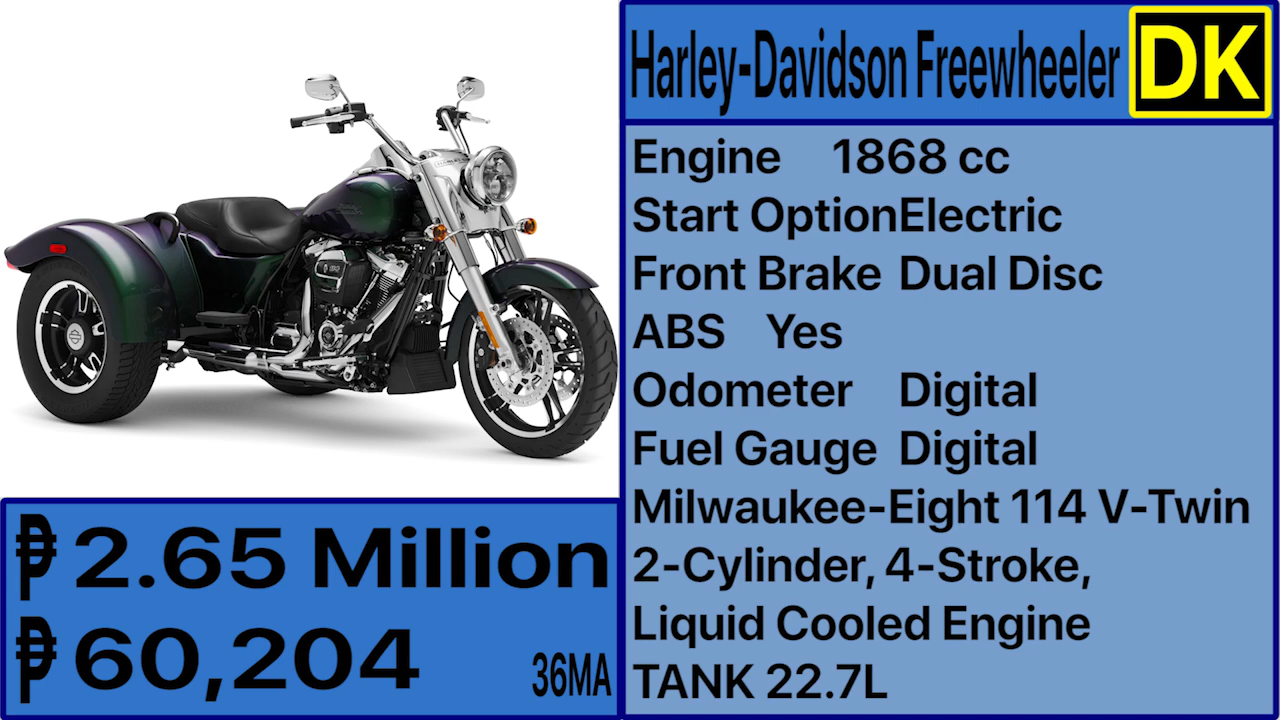 Harley-Davidson Freewheeler DK
Engine 1868 cc
Start OptionElectric
Front Brake Dual Disc
ABS Yes
Odometer Digital
Fuel Gauge Digital
Milwaukee-Eight 114 V-Twin
2-Cylinder, 4-Stroke,
Liquid Cooled Engine
TANK 22.7L
₱ 2.65 Million
₱ 60,204 36MA